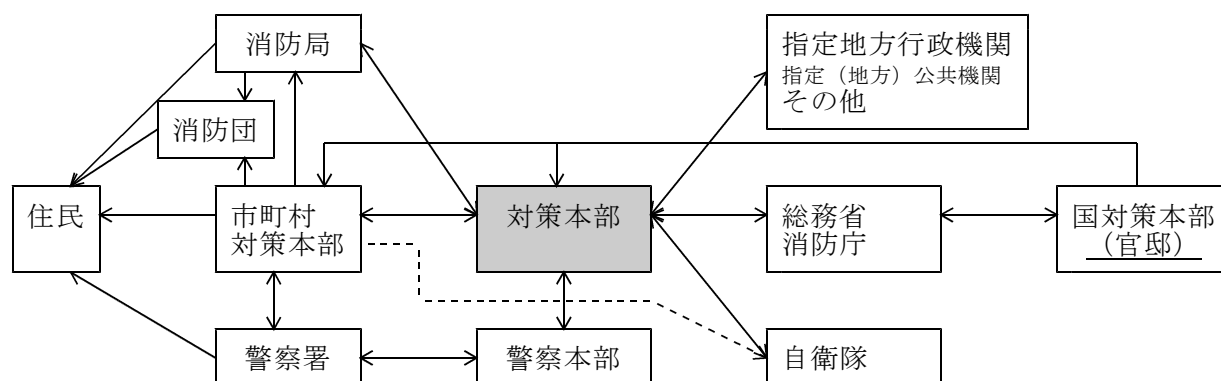 消防局
指定地方行政機関
指定（地方）公共機関
その他
消防団
住民
市町村
対策本部
対策本部
総務省
消防庁
国対策本部
（官邸）
警察署
警察本部
自衛隊